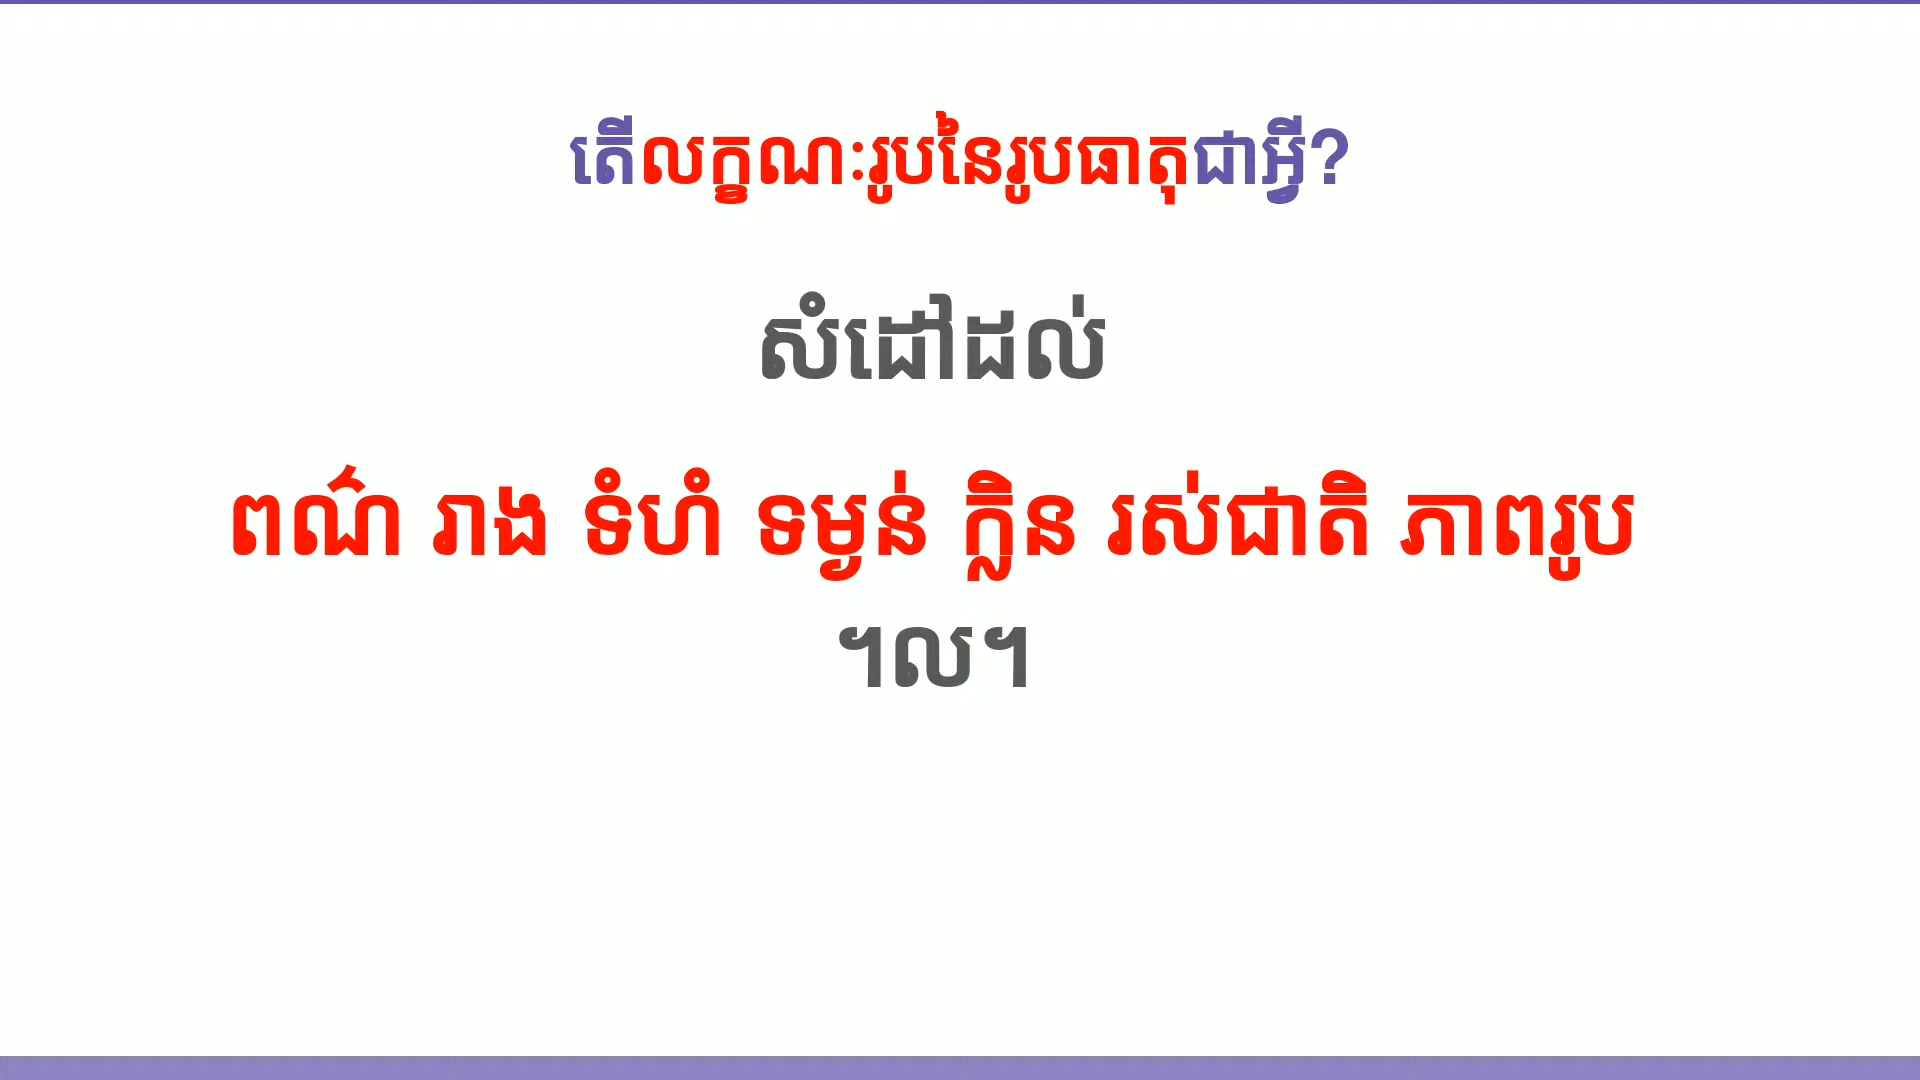 តើលក្ខណៈរូបនៃរូបធាតុជាអ្វី?
សំដៅដល់
ពណ៌ រាង ទំហំ ទម្ងន់ ក្លិន រស់ជាតិ ភាពរូប
។ល។